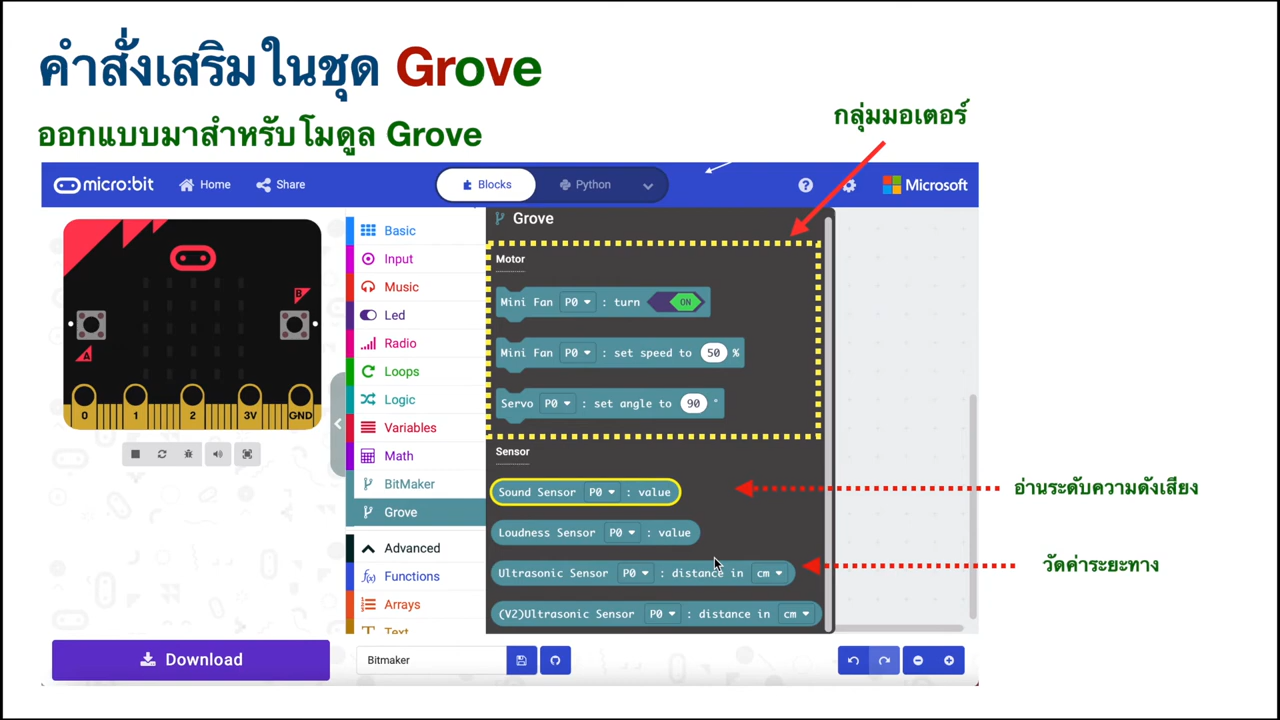 คำสั่งเสริมในชุด Grove
ออกแบบมาสำหรับโมดูล Grove
กลุ่มมอเตอร์
micro:bit Home Share Blocks Python ? Microsoft
Grove
Basic
Input
Music
Led
Radio
Loops
Logic
Variables
Math
BitMaker
Grove
Advanced
Functions
Arrays
Text
B
A
0 1 2 3V GND
Motor
Mini Fan P0 : turn ON
Mini Fan P0 : set speed to 50 %
Servo P0 : set angle to 90 °
Sensor
Sound Sensor P0 : value
Loudness Sensor P0 : value
Ultrasonic Sensor P0 : distance in cm
(V2)Ultrasonic Sensor P0 : distance in cm
อ่านระดับความดังเสียง
วัดค่าระยะทาง
Download
Bitmaker